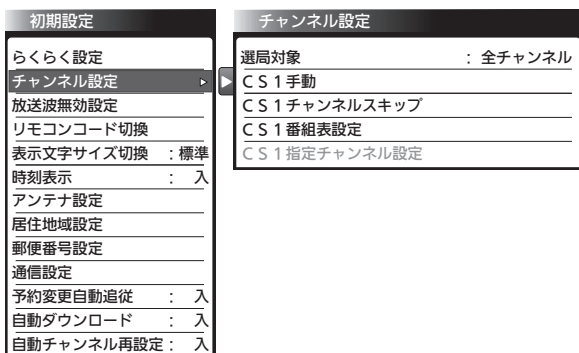 初期設定
らくらく設定
チャンネル設定
放送波無効設定
リモコンコード切換
表示文字サイズ切換 : 標準
時刻表示 : 入
アンテナ設定
居住地域設定
郵便番号設定
通信設定
予約変更自動追従 : 入
自動ダウンロード : 入
自動チャンネル再設定 : 入
チャンネル設定
選局対象 : 全チャンネル
CS1手動
CS1チャンネルスキップ
CS1番組表設定
CS1指定チャンネル設定